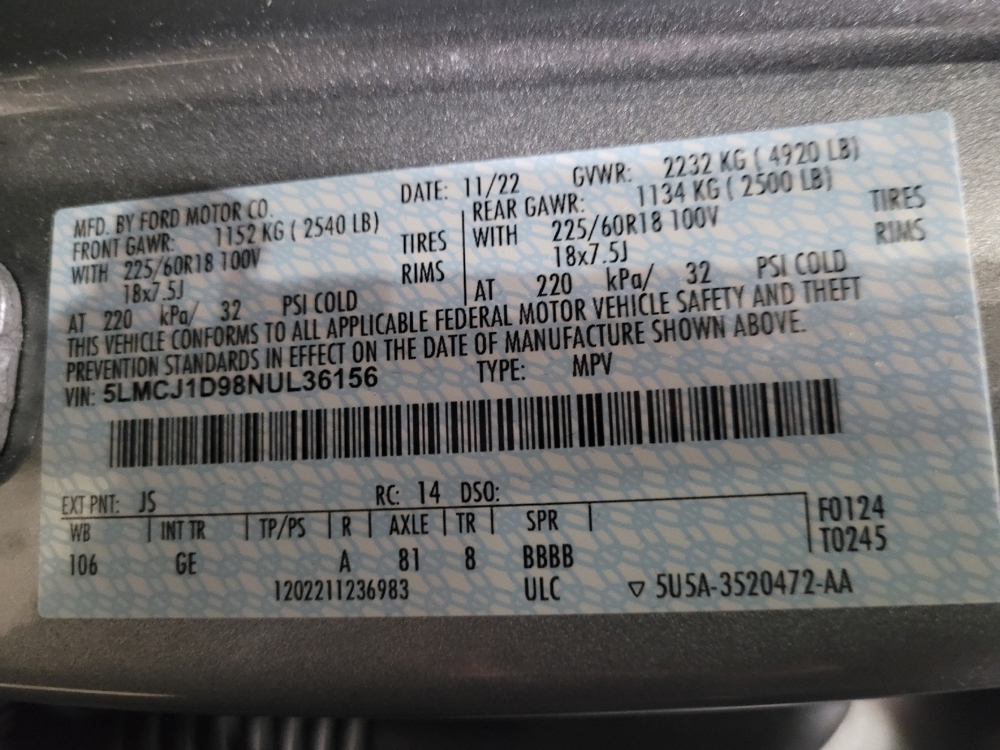 MFD. BY FORD MOTOR CO. DATE: 11/22 GVWR: 2232 KG ( 4920 LB)
FRONT GAWR: 1152 KG ( 2540 LB) REAR GAWR: 1134 KG ( 2500 LB)
WITH 225/60R18 100V TIRES WITH 225/60R18 100V TIRES
18x7.5J RIMS 18x7.5J RIMS
AT 220 kPa/ 32 PSI COLD AT 220 kPa/ 32 PSI COLD
THIS VEHICLE CONFORMS TO ALL APPLICABLE FEDERAL MOTOR VEHICLE SAFETY AND THEFT
PREVENTION STANDARDS IN EFFECT ON THE DATE OF MANUFACTURE SHOWN ABOVE.
VIN: 5LMCJ1D98NUL36156 TYPE: MPV
EXT PNT: JS RC: 14 DSO:
WB INT TR TP/PS R AXLE TR SPR F0124
106 GE A 81 8 BBBB T0245
1202211236983 ULC ▽ 5U5A-3520472-AA